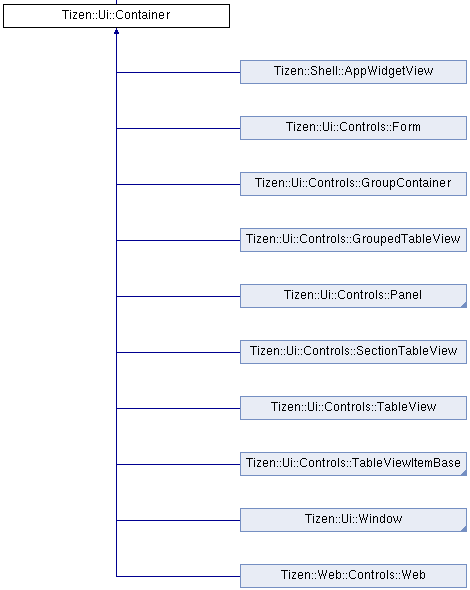 Tizen::Ui::Container
Tizen::Shell::AppWidgetView
Tizen::Ui::Controls::Form
Tizen::Ui::Controls::GroupContainer
Tizen::Ui::Controls::GroupedTableView
Tizen::Ui::Controls::Panel
Tizen::Ui::Controls::SectionTableView
Tizen::Ui::Controls::TableView
Tizen::Ui::Controls::TableViewItemBase
Tizen::Ui::Window
Tizen::Web::Controls::Web